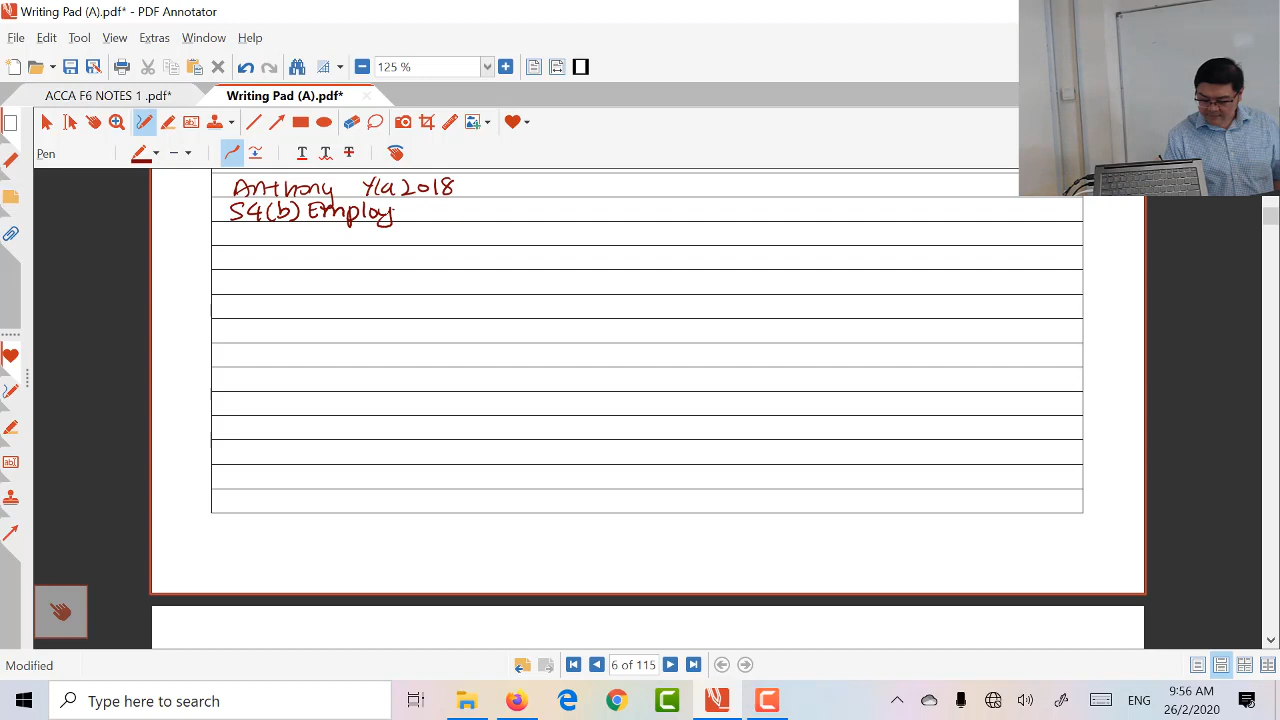 Writing Pad (A).pdf* - PDF Annotator
File Edit Tool View Extras Window Help
125 %
ACCA F6 NOTES 1 .pdf* Writing Pad (A).pdf*
Pen
Anthony Y/a 2018
S4(b) Employ
6 of 115
Modified
Type here to search
ENG
9:56 AM
26/2/2020